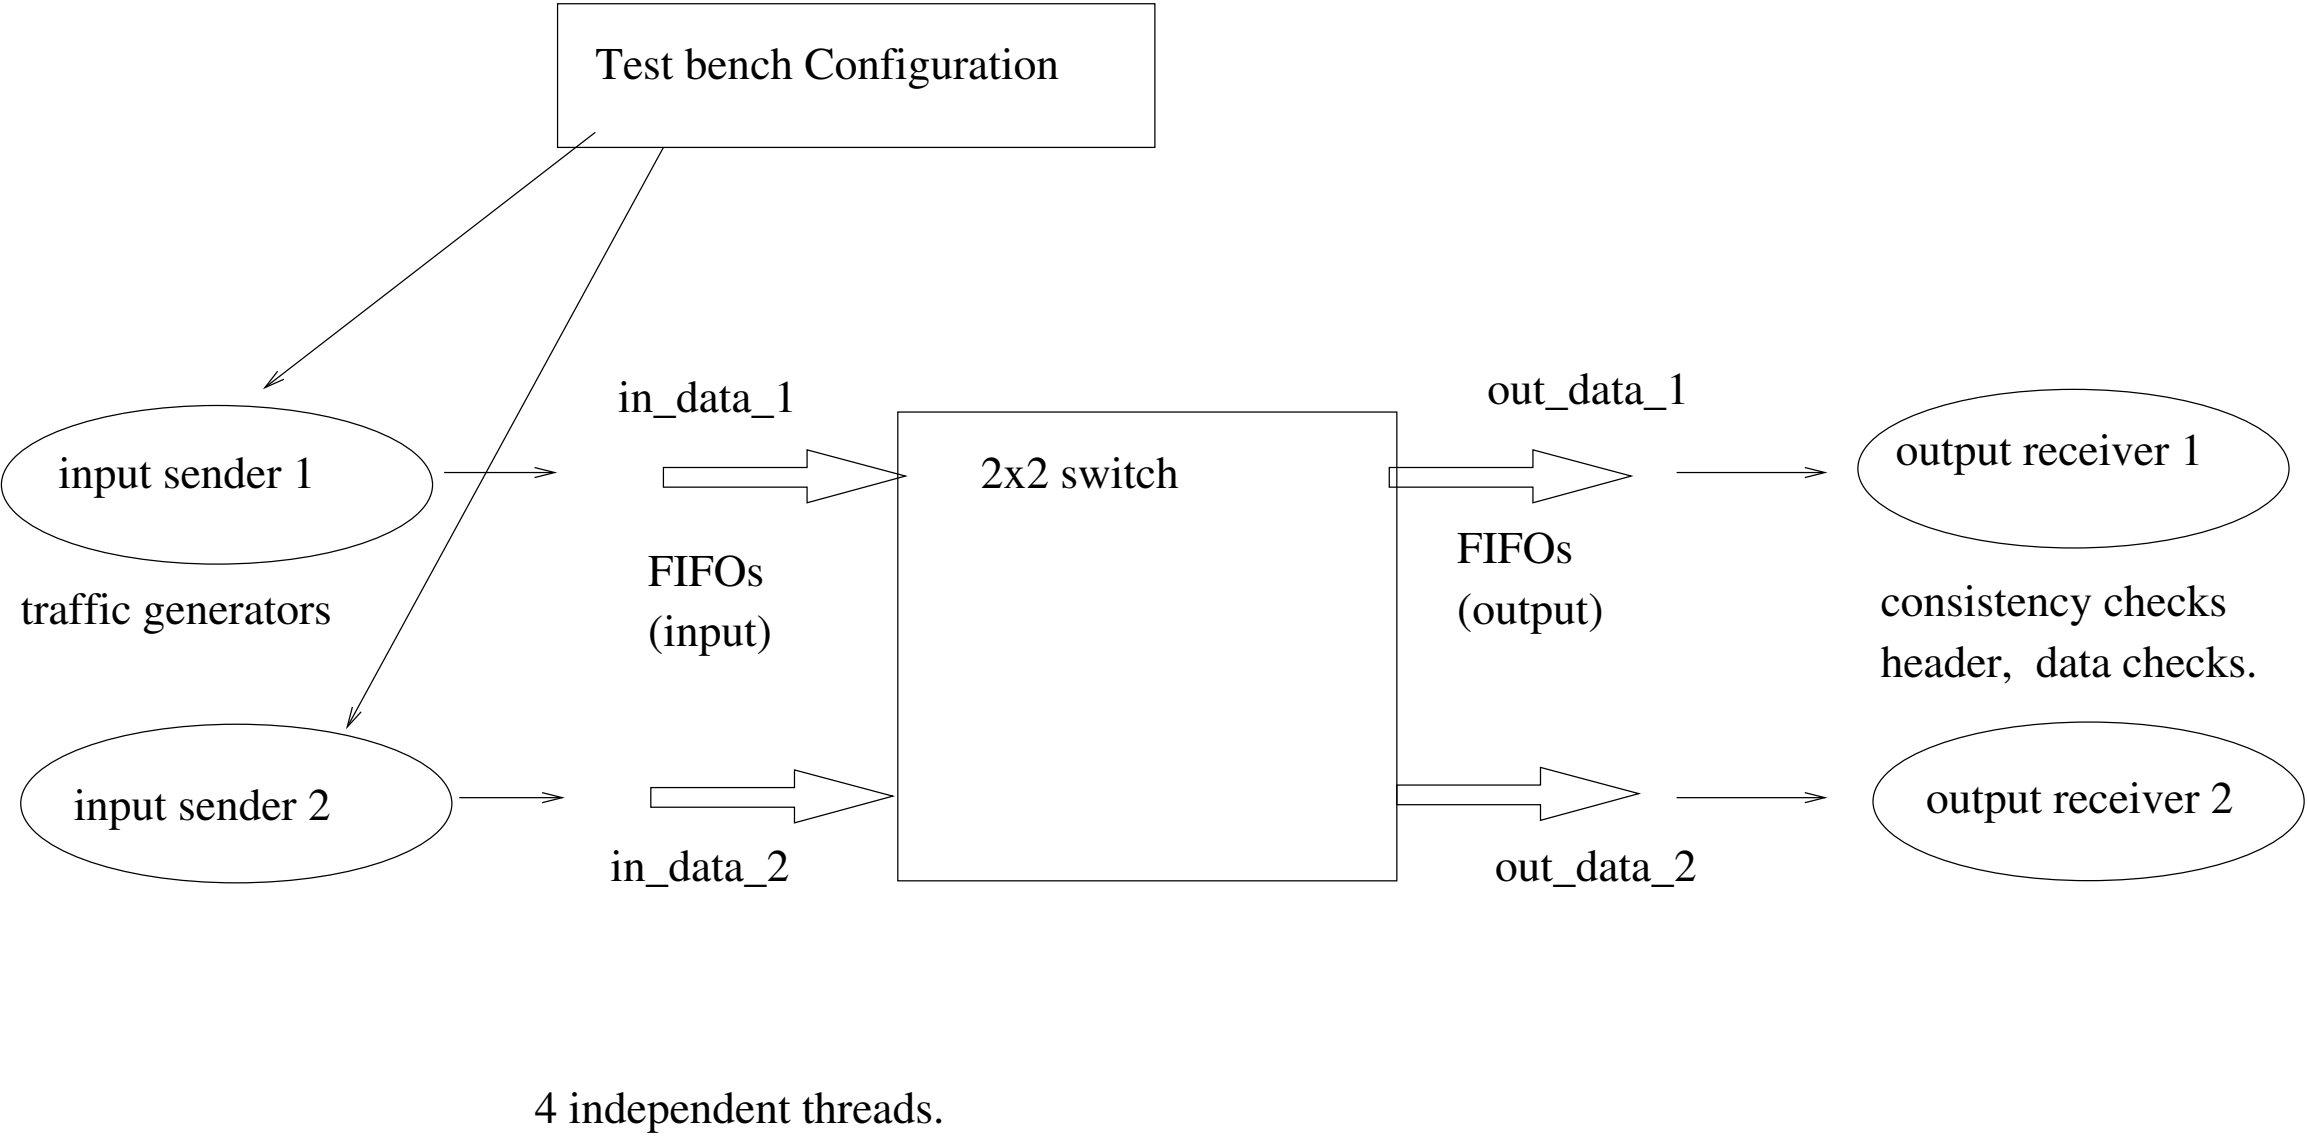 Test bench Configuration
in_data_1
out_data_1
input sender 1
2x2 switch
output receiver 1
FIFOs
(input)
FIFOs
(output)
traffic generators
consistency checks
header,  data checks.
input sender 2
output receiver 2
in_data_2
out_data_2
4 independent threads.